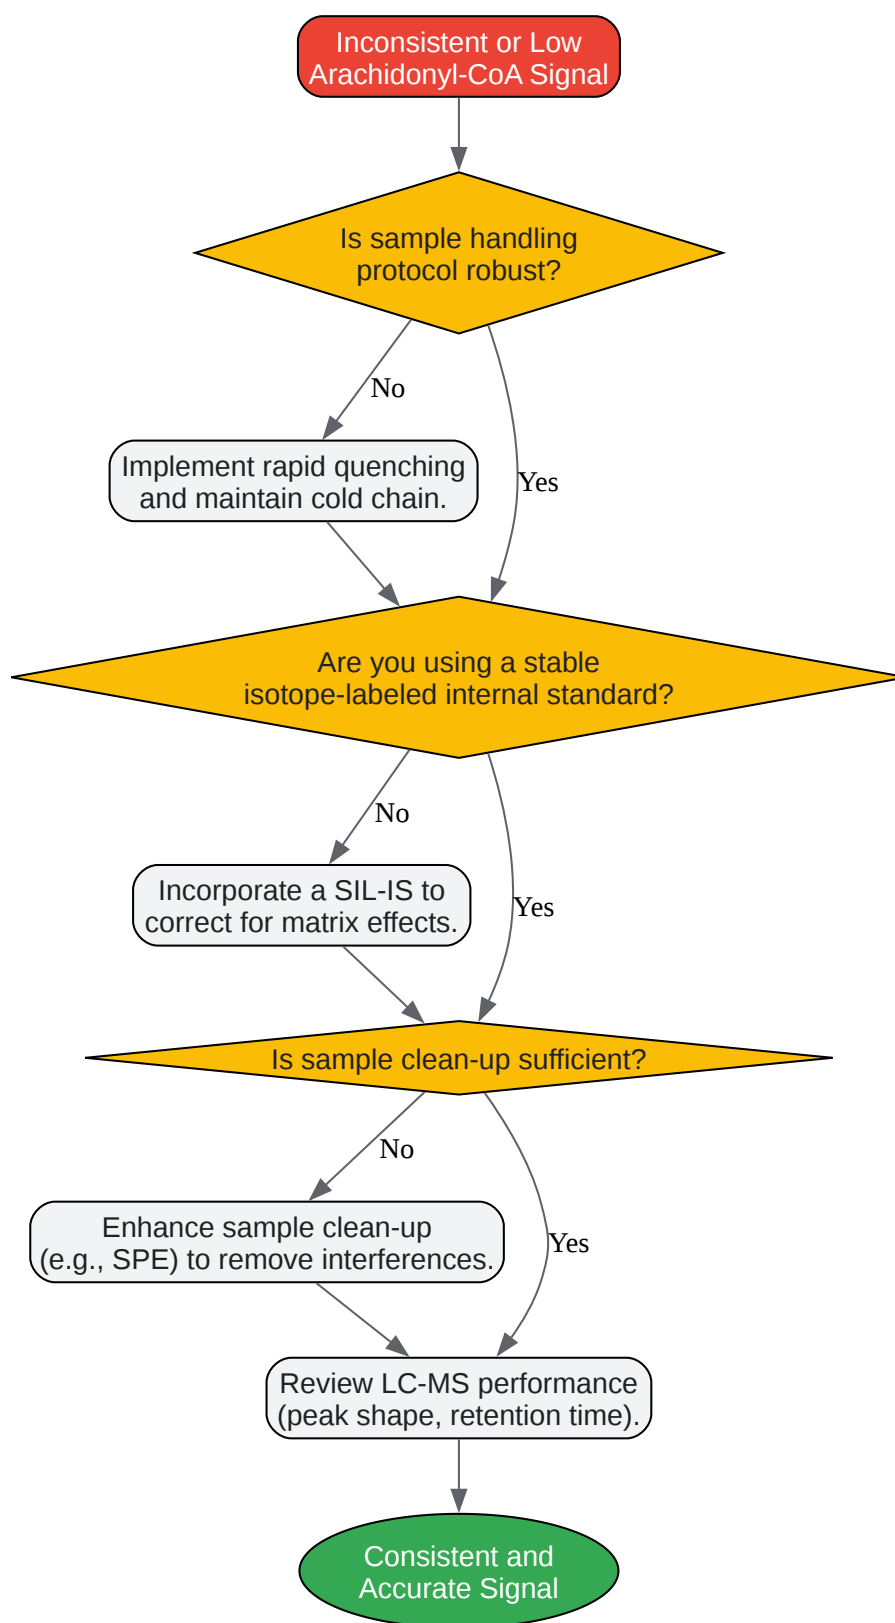 Inconsistent or Low
Arachidonyl-CoA Signal
Is sample handling
protocol robust?
No
Implement rapid quenching
and maintain cold chain.
Yes
Are you using a stable
isotope-labeled internal standard?
No
Incorporate a SIL-IS to
correct for matrix effects.
Yes
Is sample clean-up sufficient?
No
Enhance sample clean-up
(e.g., SPE) to remove interferences.
Yes
Review LC-MS performance
(peak shape, retention time).
Consistent and
Accurate Signal